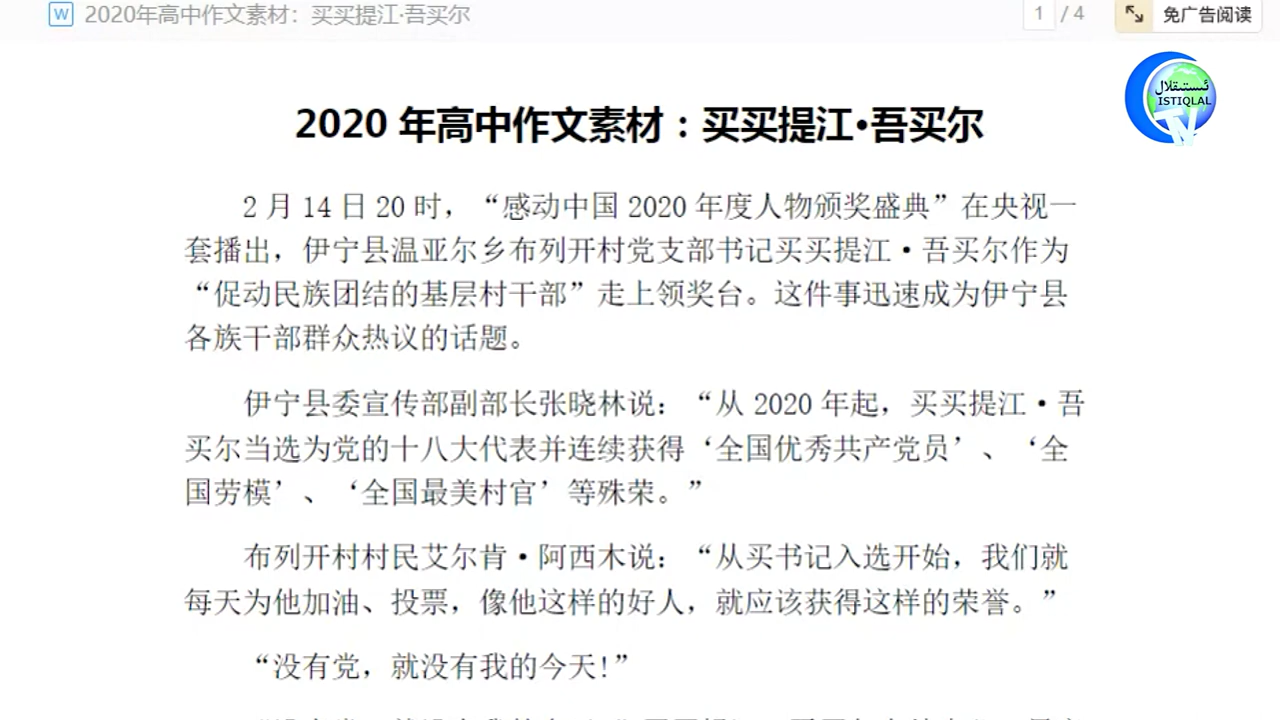 2020年高中作文素材：买买提江·吾买尔
1 / 4
免广告阅读
ئىستىقلال
ISTIQLAL
TV
2020 年高中作文素材：买买提江•吾买尔
2 月 14 日 20 时，“感动中国 2020 年度人物颁奖盛典”在央视一
套播出，伊宁县温亚尔乡布列开村党支部书记买买提江•吾买尔作为
“促动民族团结的基层村干部”走上领奖台。这件事迅速成为伊宁县
各族干部群众热议的话题。
伊宁县委宣传部副部长张晓林说：“从 2020 年起，买买提江•吾
买尔当选为党的十八大代表并连续获得‘全国优秀共产党员’、‘全
国劳模’、‘全国最美村官’等殊荣。”
布列开村村民艾尔肯•阿西木说：“从买书记入选开始，我们就
每天为他加油、投票，像他这样的好人，就应该获得这样的荣誉。”
“没有党，就没有我的今天!”